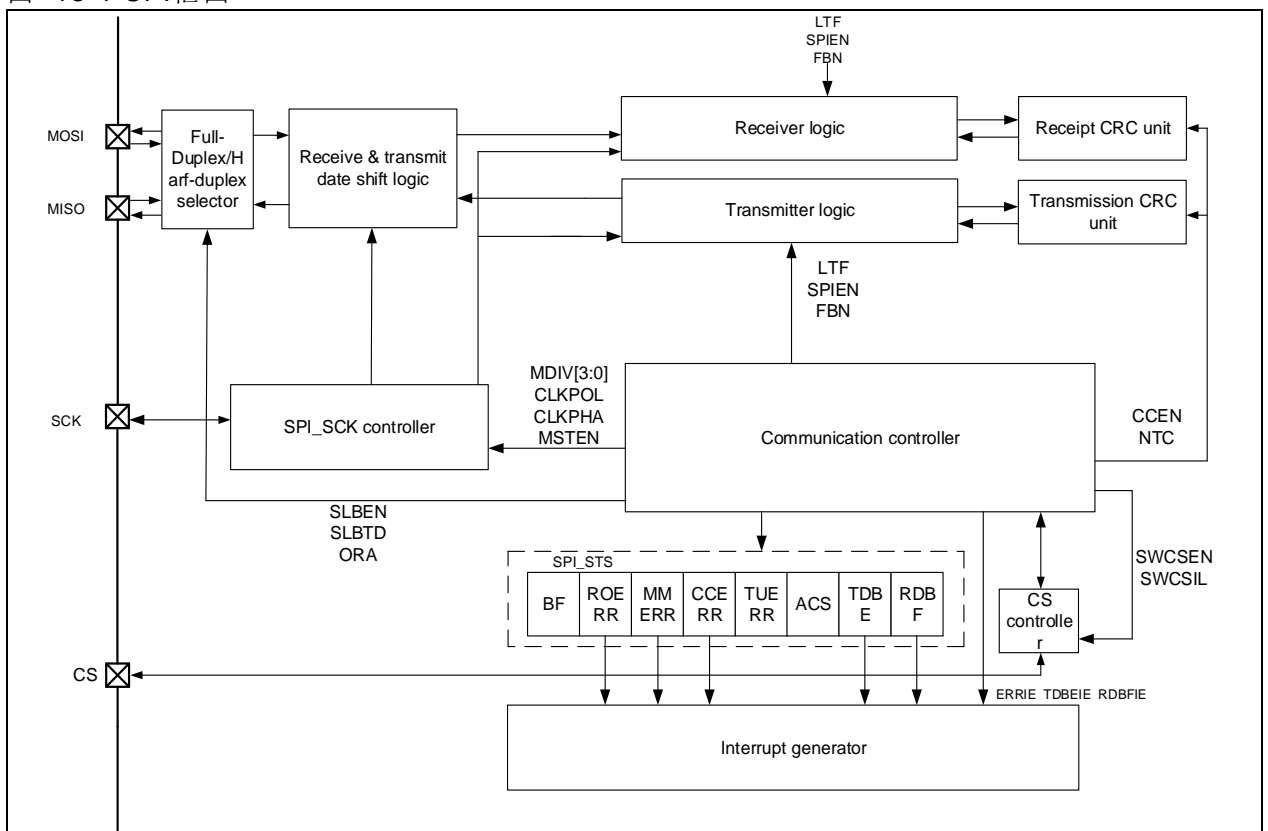 LTF
SPIEN
FBN
MOSI
MISO
Full-
Duplex/H
arf-duplex
selector
Receive & transmit
date shift logic
Receiver logic
Receipt CRC unit
Transmitter logic
Transmission CRC
unit
LTF
SPIEN
FBN
SCK
SPI_SCK controller
MDIV[3:0]
CLKPOL
CLKPHA
MSTEN
Communication controller
CCEN
NTC
SLBEN
SLBTD
ORA
SPI_STS
BF
ROE
RR
MM
ERR
CCE
RR
TUE
RR
ACS
TDB
E
RDB
F
SWCSEN
SWCSIL
CS
controlle
r
CS
ERRIE TDBEIE RDBFIE
Interrupt generator